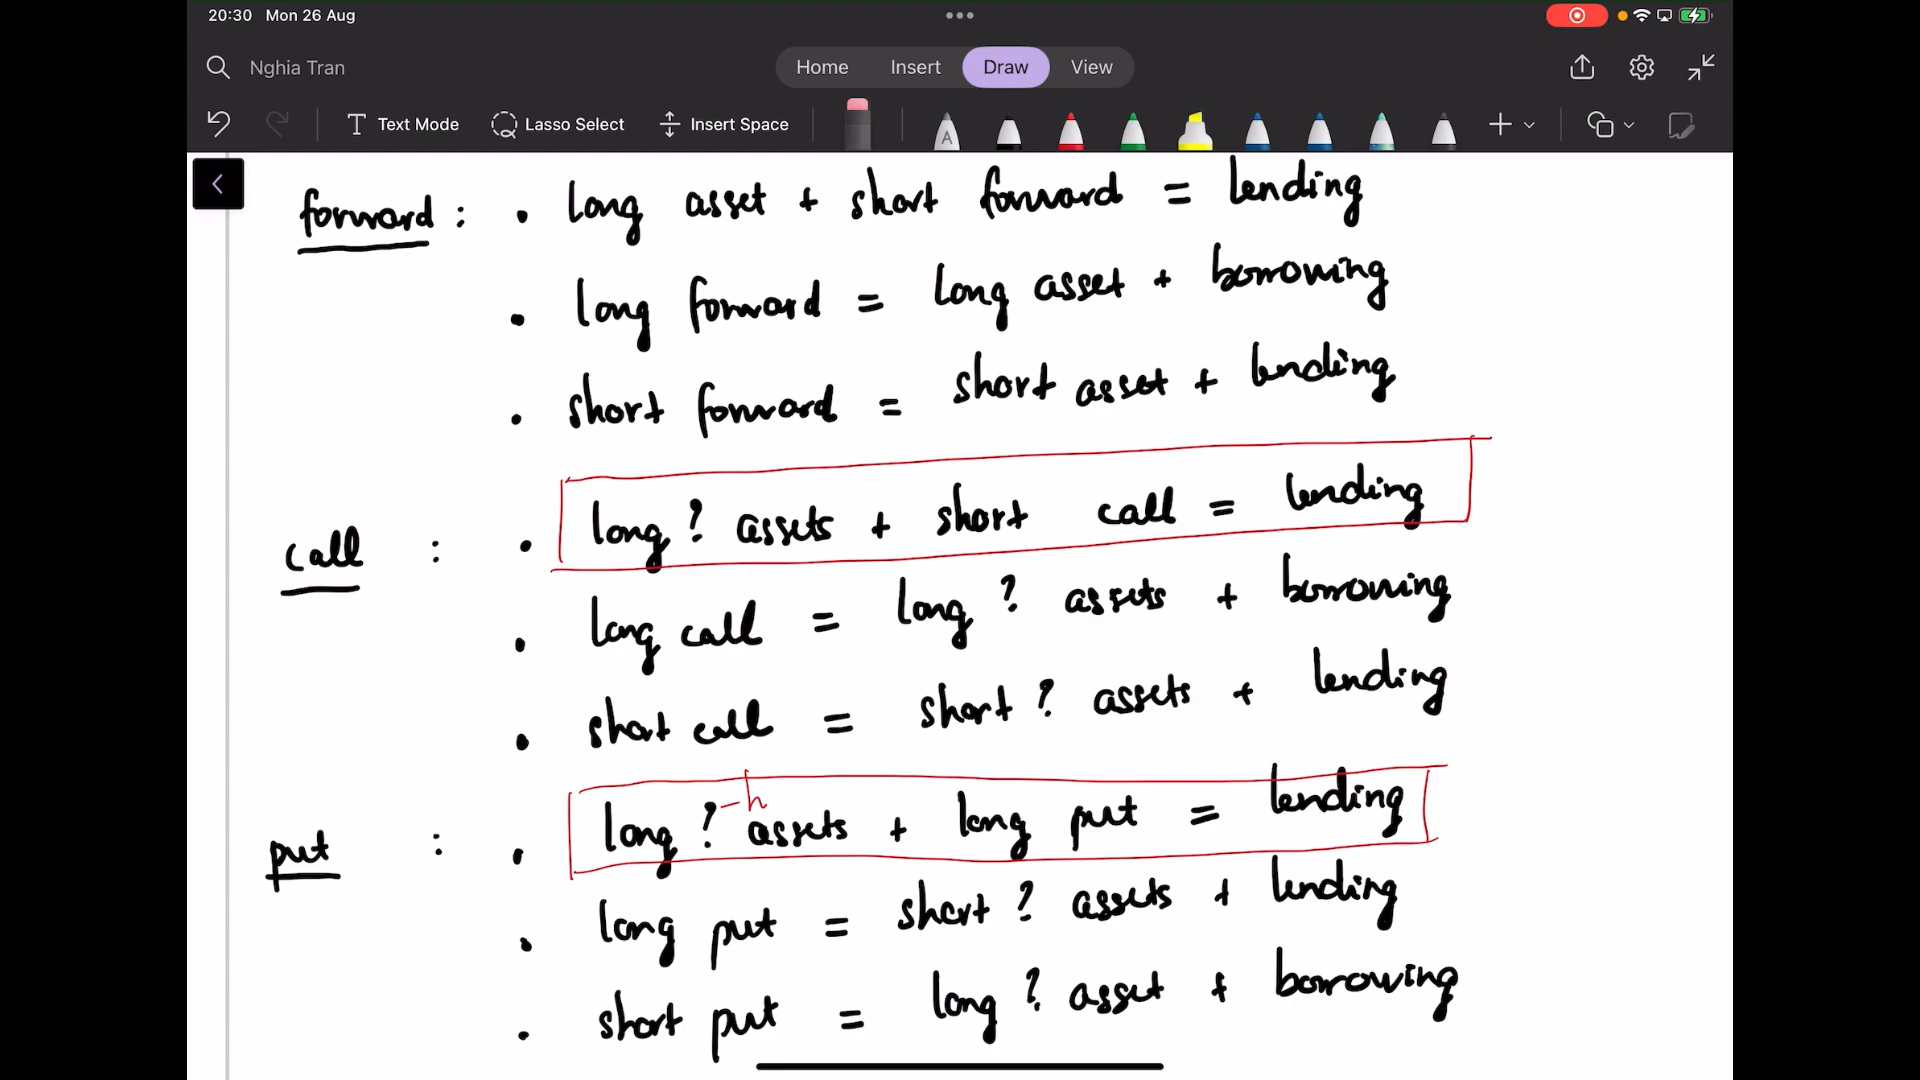 20:30 Mon 26 Aug
Nghia Tran
Home Insert Draw View
Text Mode Lasso Select Insert Space A
forward : • long asset + short forward = lending
• long forward = long asset + borrowing
• short forward = short asset + lending
call : • long ? assets + short call = lending
• long call = long ? assets + borrowing
• short call = short ? assets + lending
put : • long ? - h assets + long put = lending
• long put = short ? assets + lending
• short put = long ? asset + borrowing